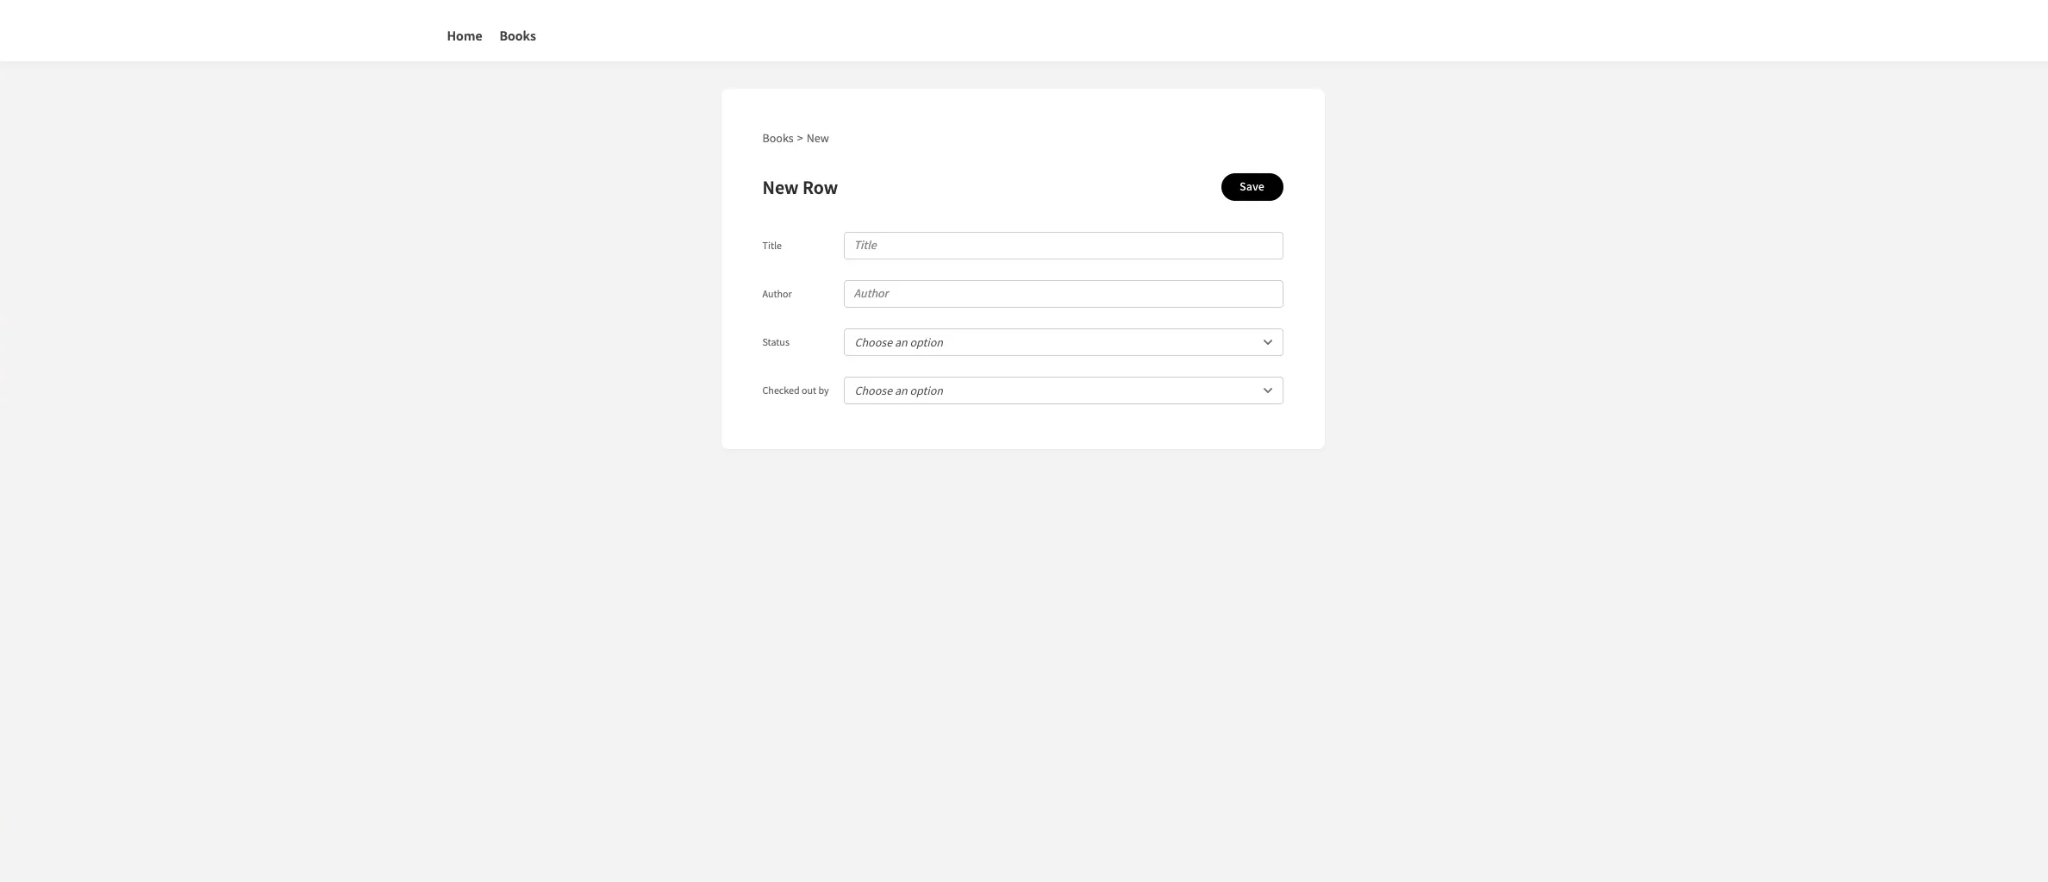 Home Books
Books > New
New Row Save
Title Title
Author Author
Status Choose an option
Checked out by Choose an option